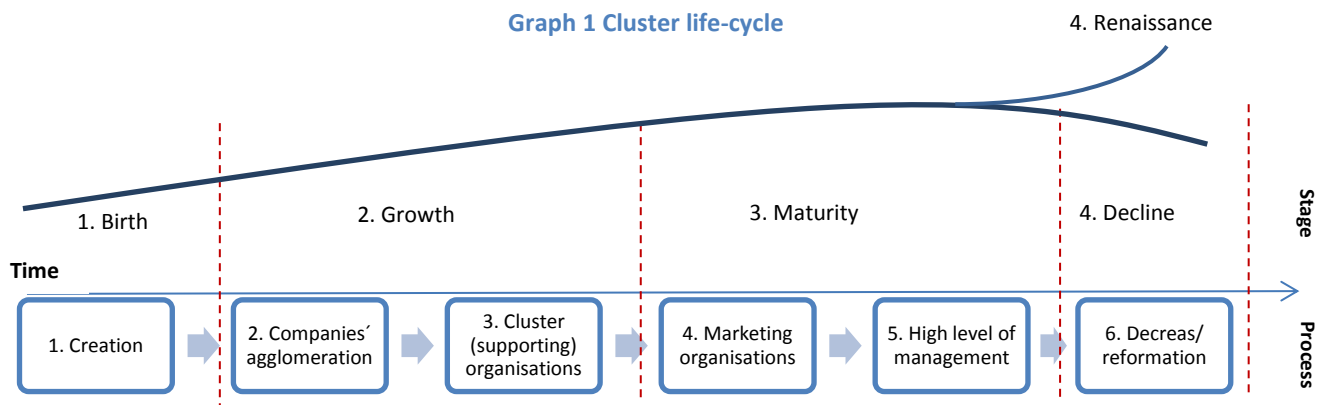 Graph 1 Cluster life-cycle
4. Renaissance
1. Birth
2. Growth
3. Maturity
4. Decline
Stage
Time
1. Creation
2. Companies´
agglomeration
3. Cluster
(supporting)
organisations
4. Marketing
organisations
5. High level of
management
6. Decreas/
reformation
Process